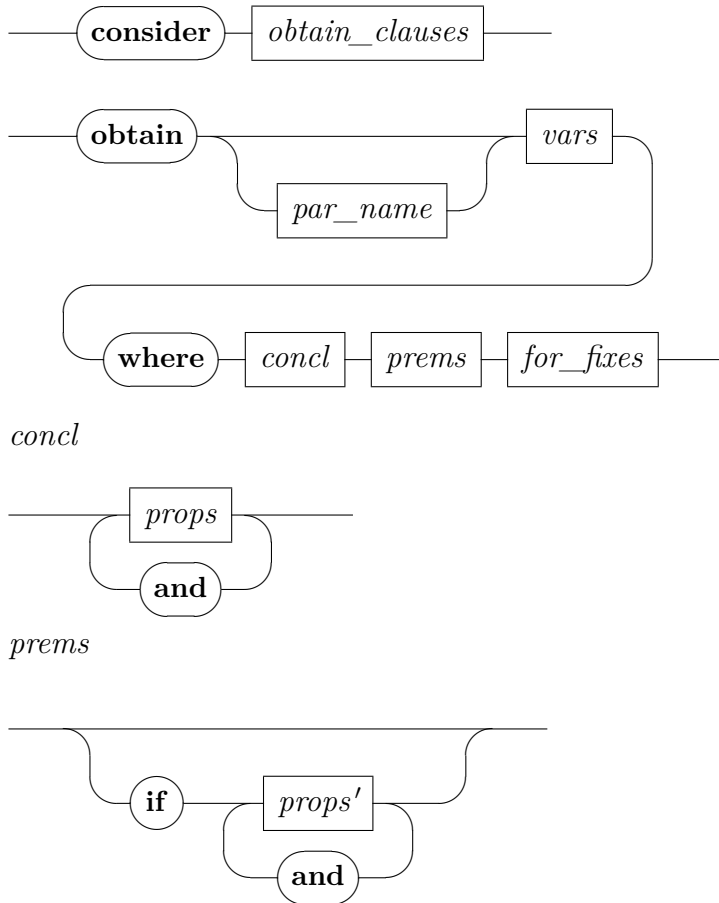 consider obtain_clauses
obtain vars
par_name
where concl prems for_fixes
concl
props
and
prems
if props'
and